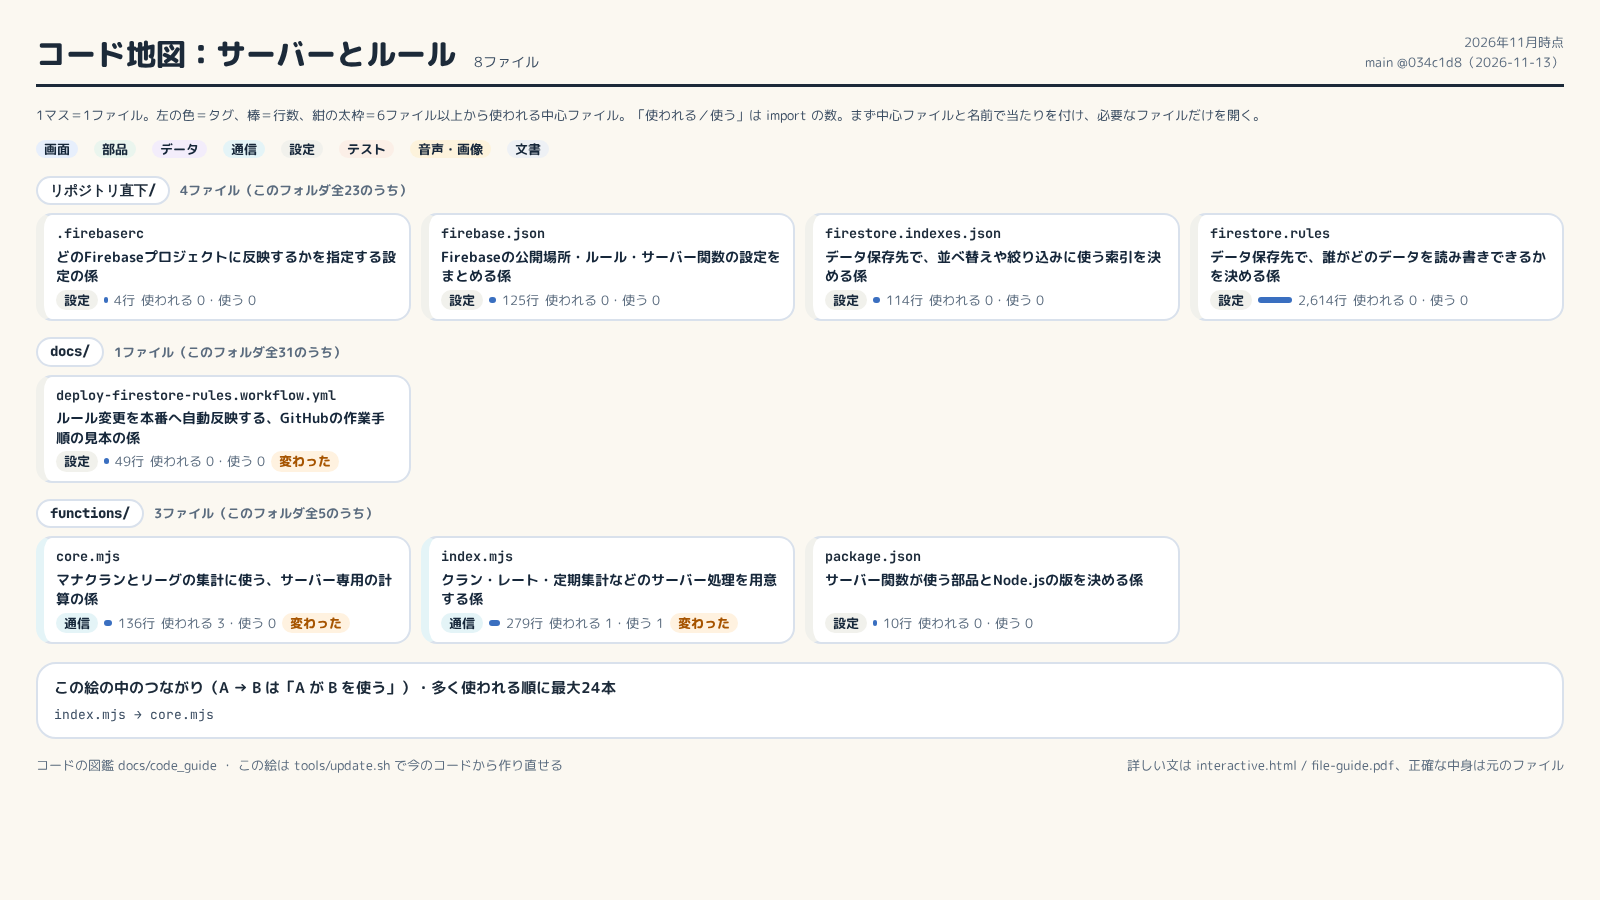 コード地図：サーバーとルール 8ファイル
2026年11月時点
main @034c1d8（2026-11-13）
1マス＝1ファイル。左の色＝タグ、棒＝行数、紺の太枠＝6ファイル以上から使われる中心ファイル。「使われる／使う」は import の数。まず中心ファイルと名前で当たりを付け、必要なファイルだけを開く。
画面 部品 データ 通信 設定 テスト 音声・画像 文書
リポジトリ直下/ 4ファイル（このフォルダ全23のうち）
.firebaserc
どのFirebaseプロジェクトに反映するかを指定する設
定の係
設定 4行 使われる 0 · 使う 0
firebase.json
Firebaseの公開場所・ルール・サーバー関数の設定を
まとめる係
設定 125行 使われる 0 · 使う 0
firestore.indexes.json
データ保存先で、並べ替えや絞り込みに使う索引を決
める係
設定 114行 使われる 0 · 使う 0
firestore.rules
データ保存先で、誰がどのデータを読み書きできるか
を決める係
設定 2,614行 使われる 0 · 使う 0
docs/ 1ファイル（このフォルダ全31のうち）
deploy-firestore-rules.workflow.yml
ルール変更を本番へ自動反映する、GitHubの作業手
順の見本の係
設定 49行 使われる 0 · 使う 0 変わった
functions/ 3ファイル（このフォルダ全5のうち）
core.mjs
マナクランとリーグの集計に使う、サーバー専用の計
算の係
通信 136行 使われる 3 · 使う 0 変わった
index.mjs
クラン・レート・定期集計などのサーバー処理を用意
する係
通信 279行 使われる 1 · 使う 1 変わった
package.json
サーバー関数が使う部品とNode.jsの版を決める係
設定 10行 使われる 0 · 使う 0
この絵の中のつながり（A → B は「A が B を使う」）· 多く使われる順に最大24本
index.mjs → core.mjs
コードの図鑑 docs/code_guide · この絵は tools/update.sh で今のコードから作り直せる
詳しい文は interactive.html / file-guide.pdf、正確な中身は元のファイル